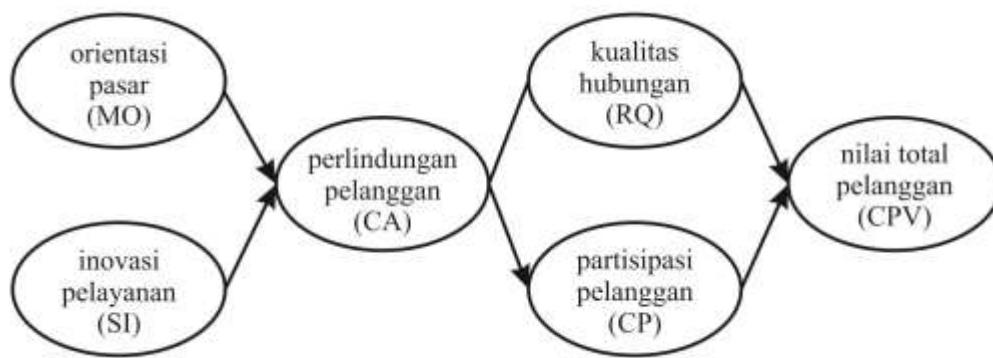 orientasi
pasar
(MO)
inovasi
pelayanan
(SI)
perlindungan
pelanggan
(CA)
kualitas
hubungan
(RQ)
partisipasi
pelanggan
(CP)
nilai total
pelanggan
(CPV)